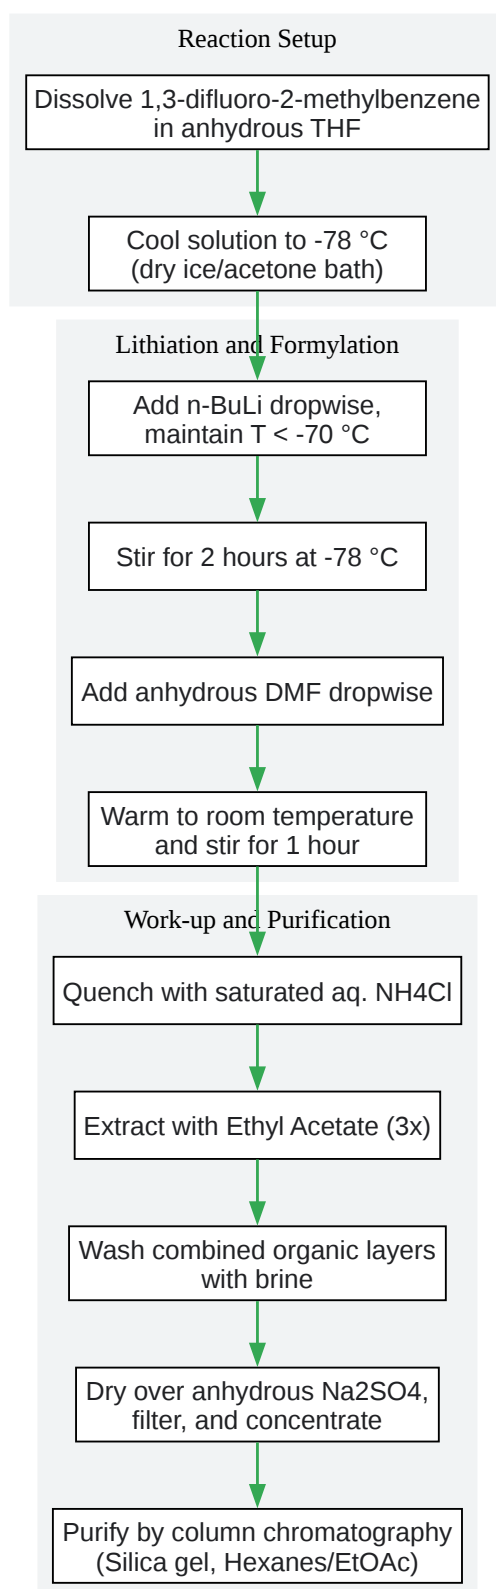 Reaction Setup
Dissolve 1,3-difluoro-2-methylbenzene
in anhydrous THF
Cool solution to -78 °C
(dry ice/acetone bath)
Lithiation and Formylation
Add n-BuLi dropwise,
maintain T < -70 °C
Stir for 2 hours at -78 °C
Add anhydrous DMF dropwise
Warm to room temperature
and stir for 1 hour
Work-up and Purification
Quench with saturated aq. NH4Cl
Extract with Ethyl Acetate (3x)
Wash combined organic layers
with brine
Dry over anhydrous Na2SO4,
filter, and concentrate
Purify by column chromatography
(Silica gel, Hexanes/EtOAc)